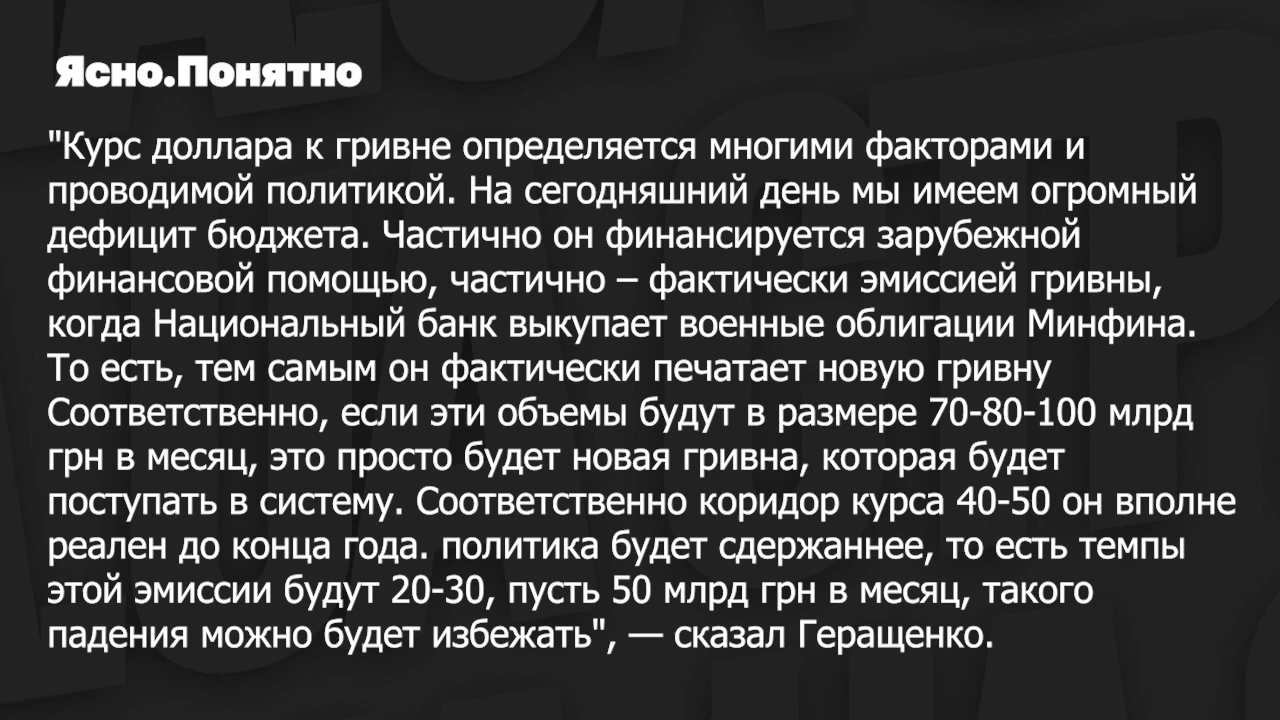 Ясно.Понятно
"Курс доллара к гривне определяется многими факторами и
проводимой политикой. На сегодняшний день мы имеем огромный
дефицит бюджета. Частично он финансируется зарубежной
финансовой помощью, частично – фактически эмиссией гривны,
когда Национальный банк выкупает военные облигации Минфина.
То есть, тем самым он фактически печатает новую гривну
Соответственно, если эти объемы будут в размере 70-80-100 млрд
грн в месяц, это просто будет новая гривна, которая будет
поступать в систему. Соответственно коридор курса 40-50 он вполне
реален до конца года. политика будет сдержаннее, то есть темпы
этой эмиссии будут 20-30, пусть 50 млрд грн в месяц, такого
падения можно будет избежать", — сказал Геращенко.